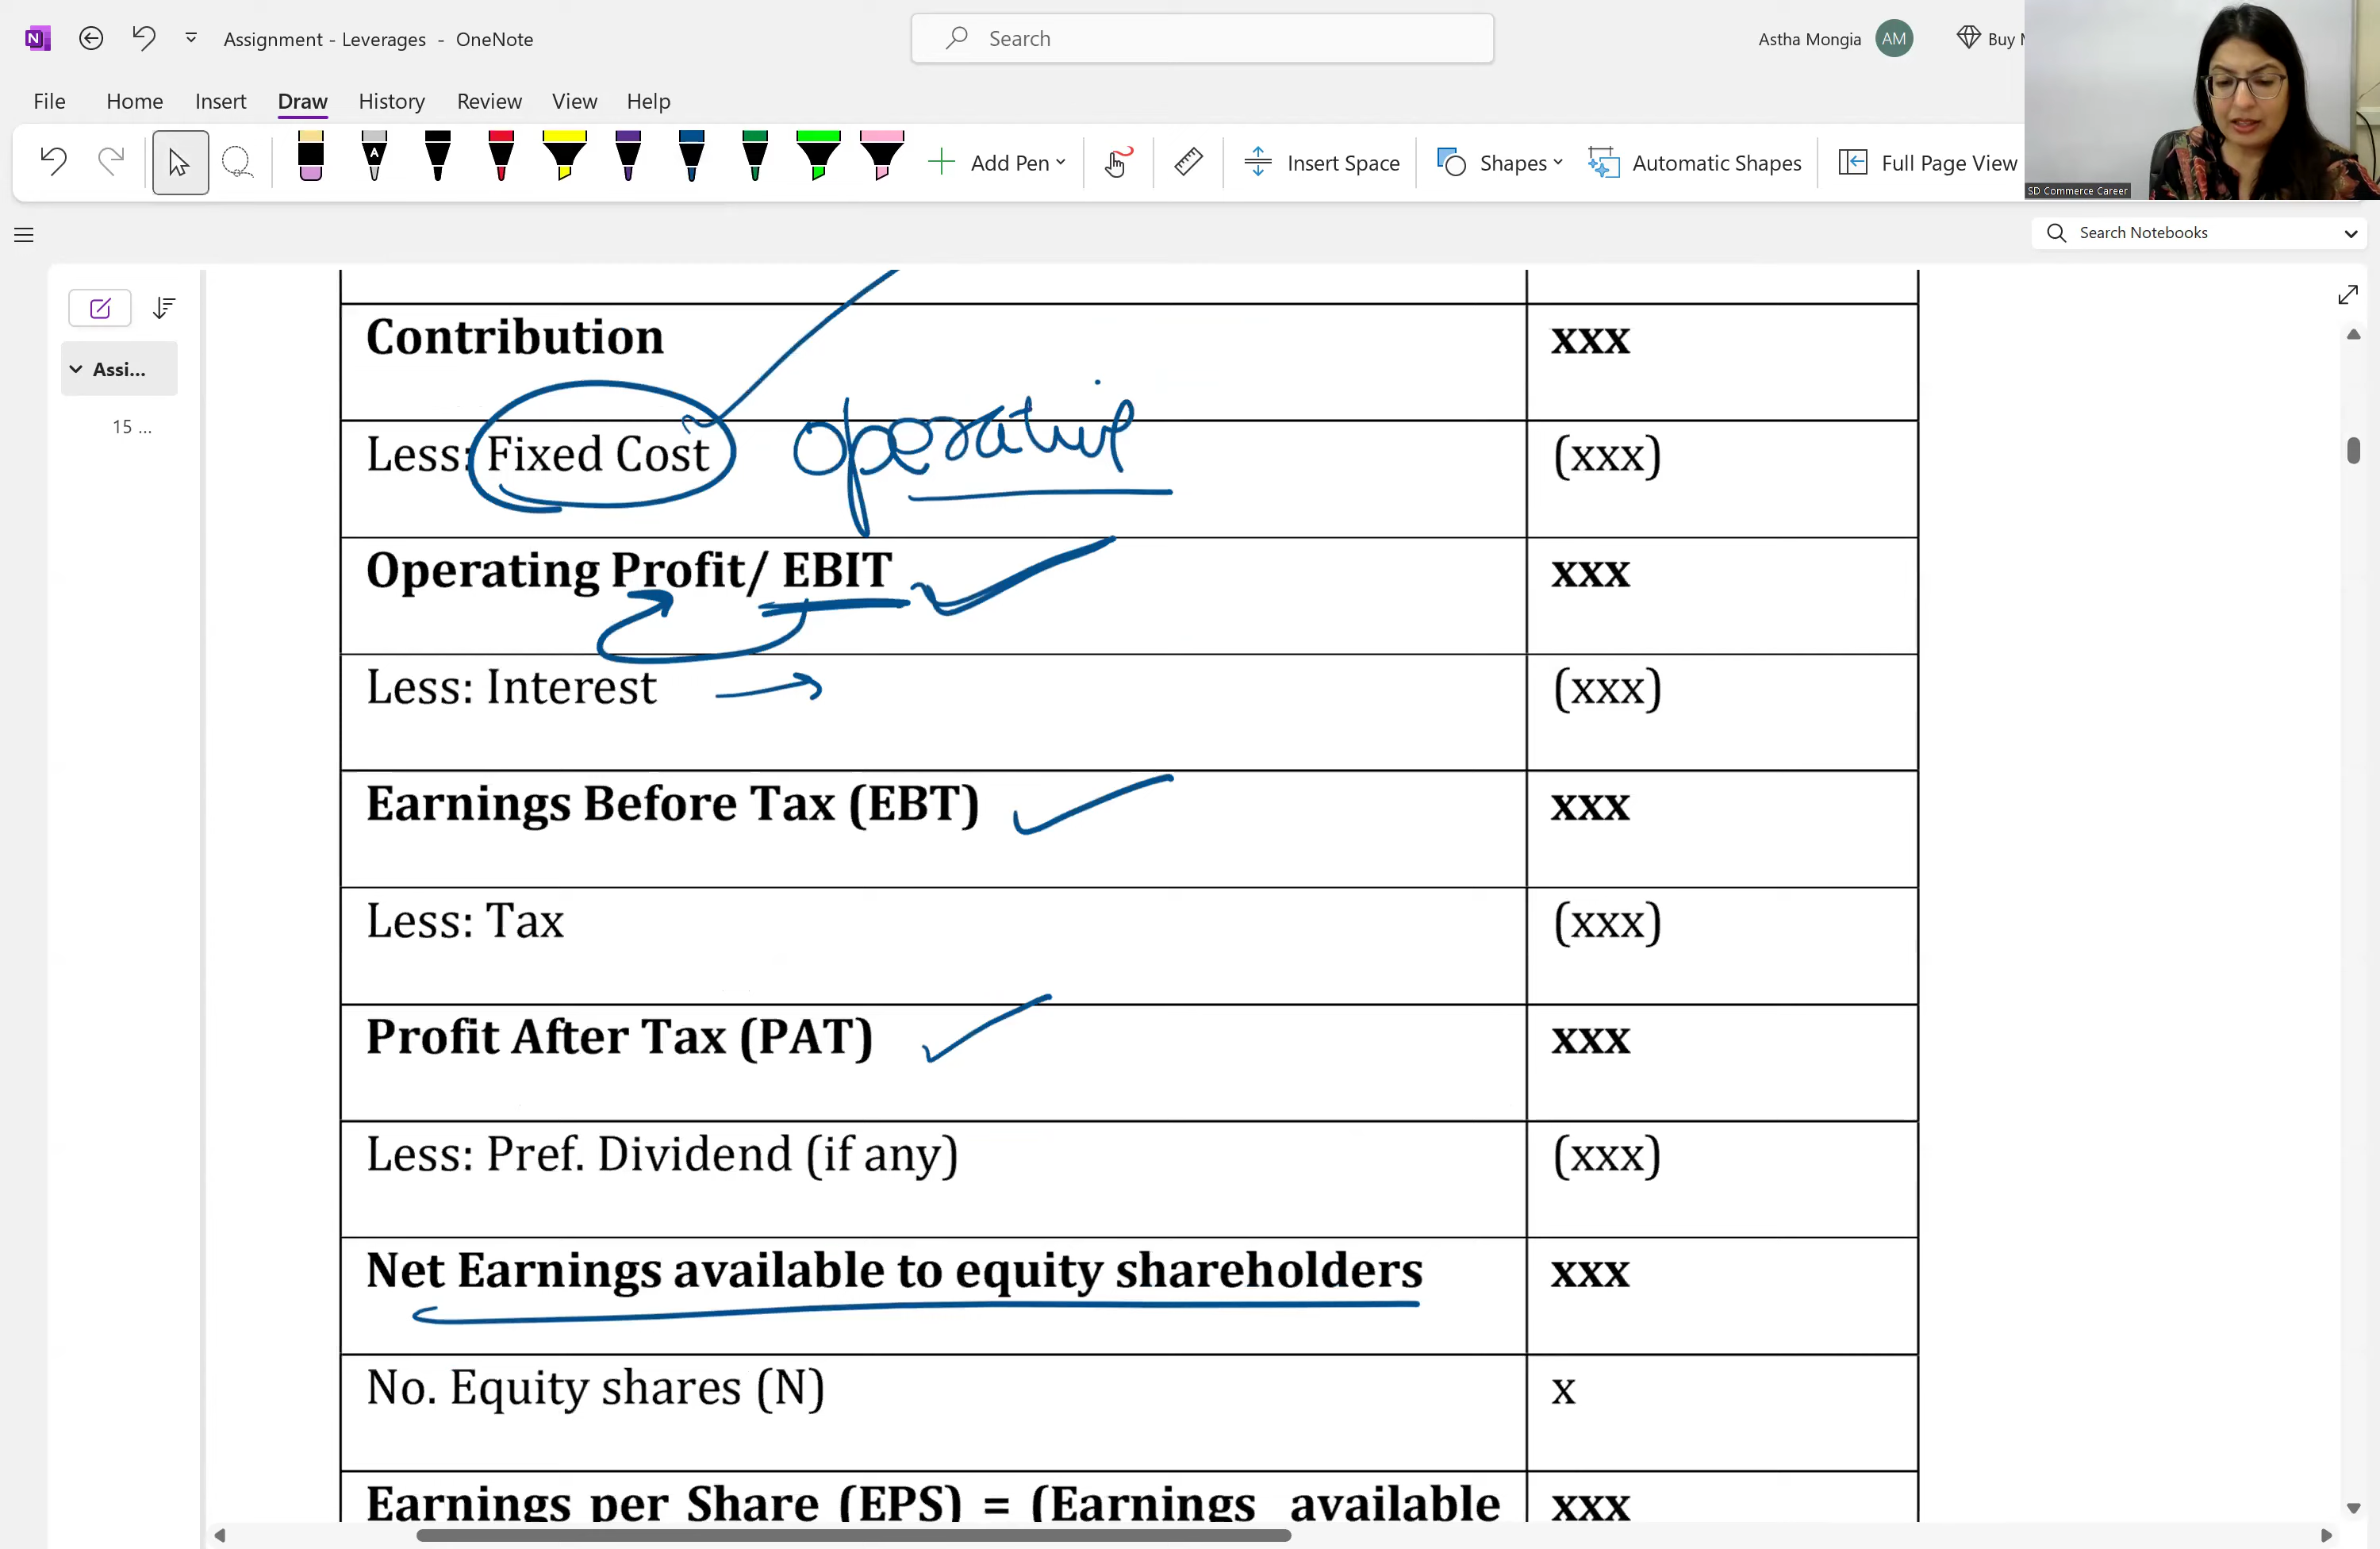 Assignment - Leverages - OneNote
Search
Astha Mongia AM Buy
File Home Insert Draw History Review View Help
A Add Pen Insert Space Shapes Automatic Shapes Full Page View
SD Commerce Career
Search Notebooks
Assi...
15 ...
Contribution xxx
Less: Fixed Cost operative (xxx)
Operating Profit/ EBIT xxx
Less: Interest (xxx)
Earnings Before Tax (EBT) xxx
Less: Tax (xxx)
Profit After Tax (PAT) xxx
Less: Pref. Dividend (if any) (xxx)
Net Earnings available to equity shareholders xxx
No. Equity shares (N) x
Earnings per Share (EPS) = (Earnings available xxx